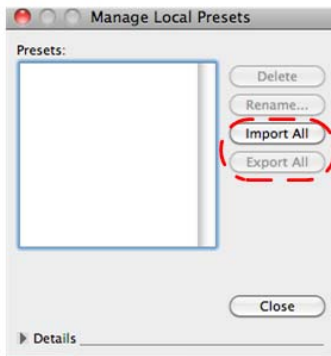 Manage Local Presets
Presets:
Delete
Rename...
Import All
Export All
Close
Details